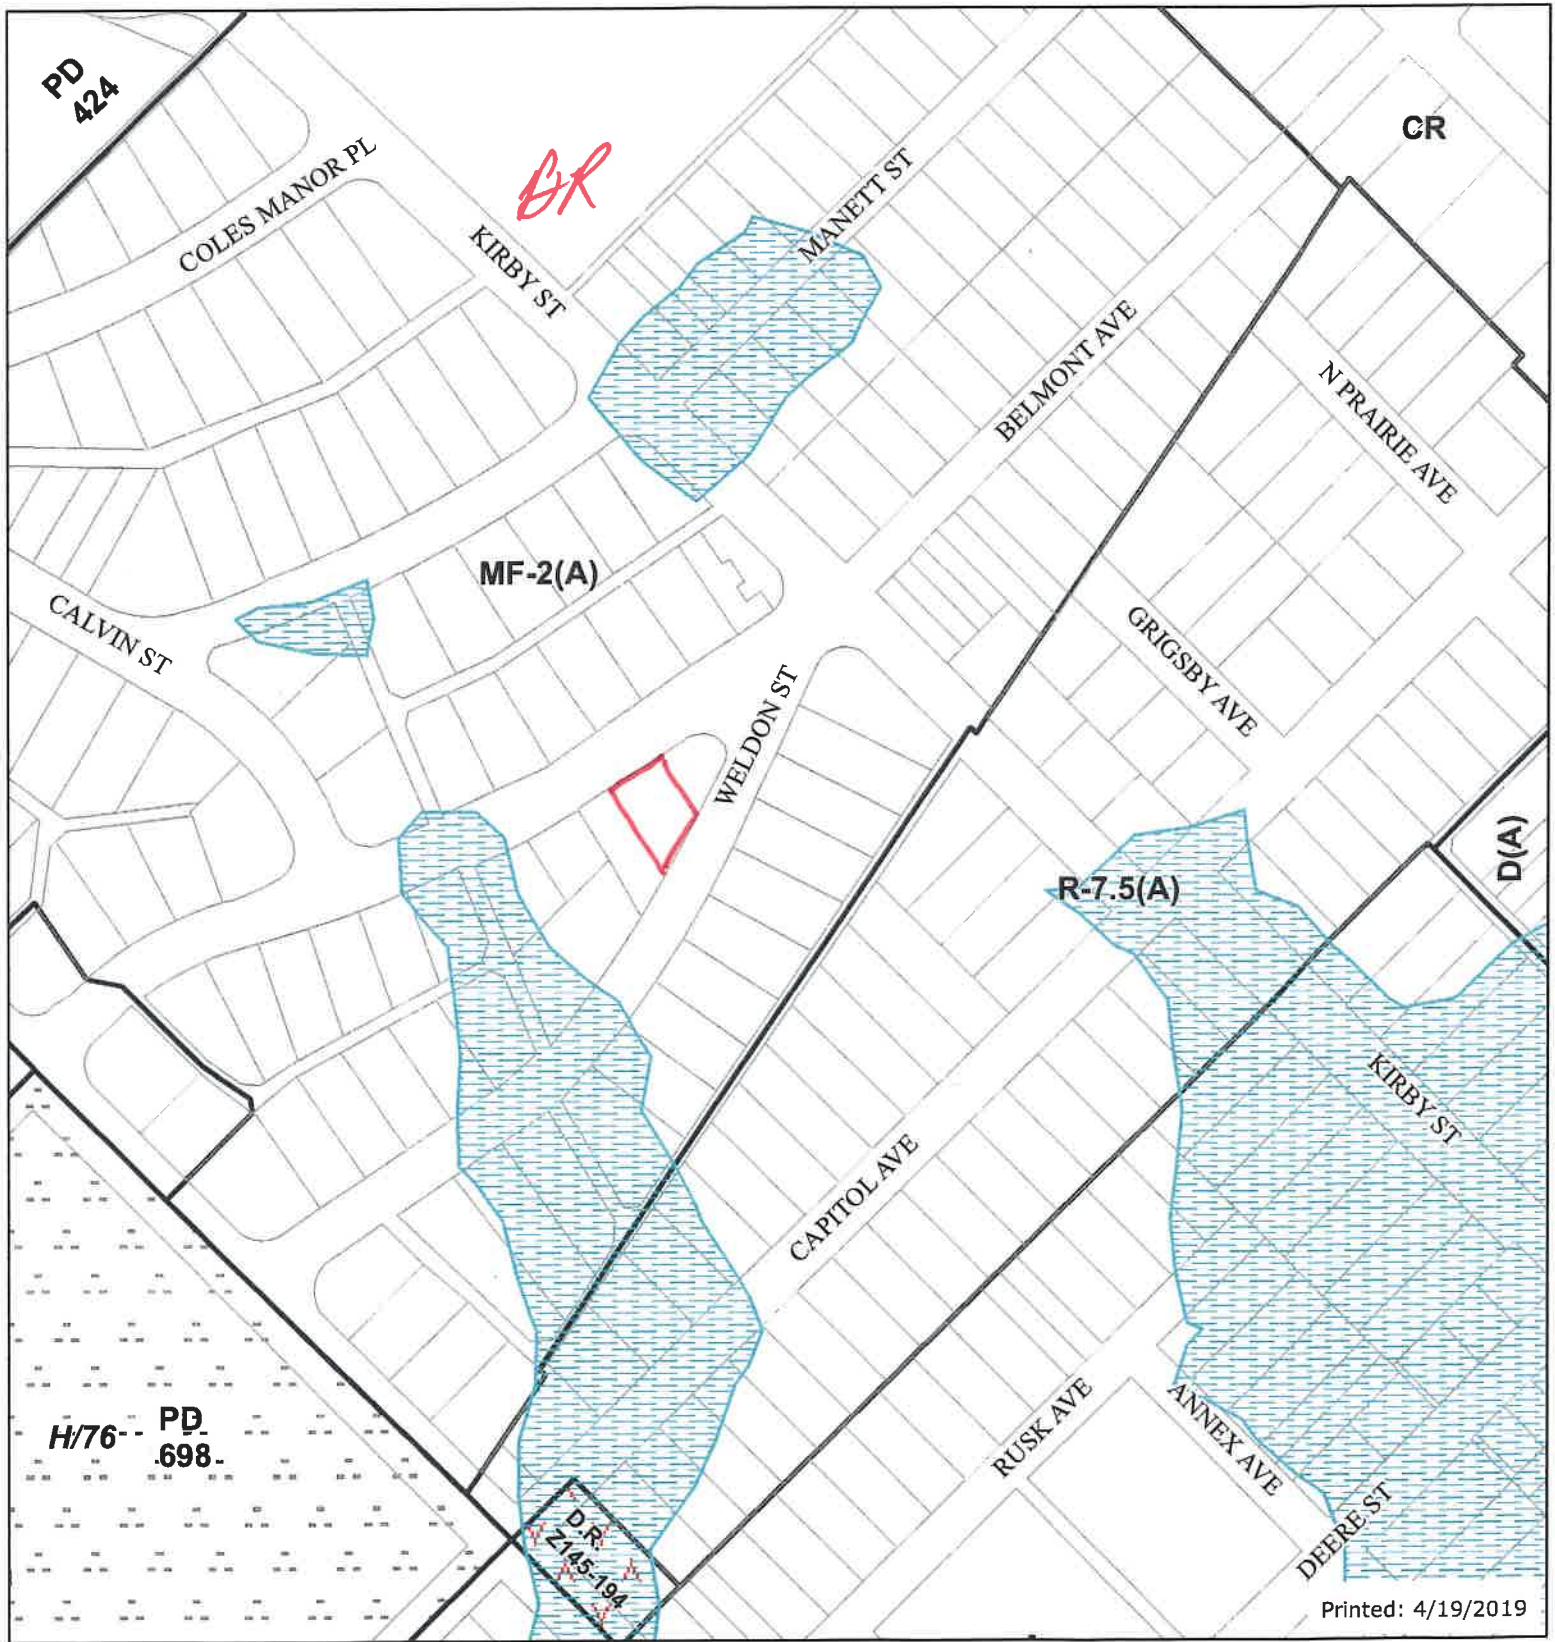 PD
424
CR
COLES MANOR PL
MANETT ST
KIRBY ST
BELMONT AVE
N PRAIRIE AVE
MF-2(A)
CALVIN ST
GRIGSBY AVE
WELDON ST
D(A)
R-7.5(A)
KIRBY ST
CAPITOL AVE
H/76
PD
698
RUSK AVE
ANNEX AVE
DEERE ST
D.R.
Z145-194
Printed: 4/19/2019